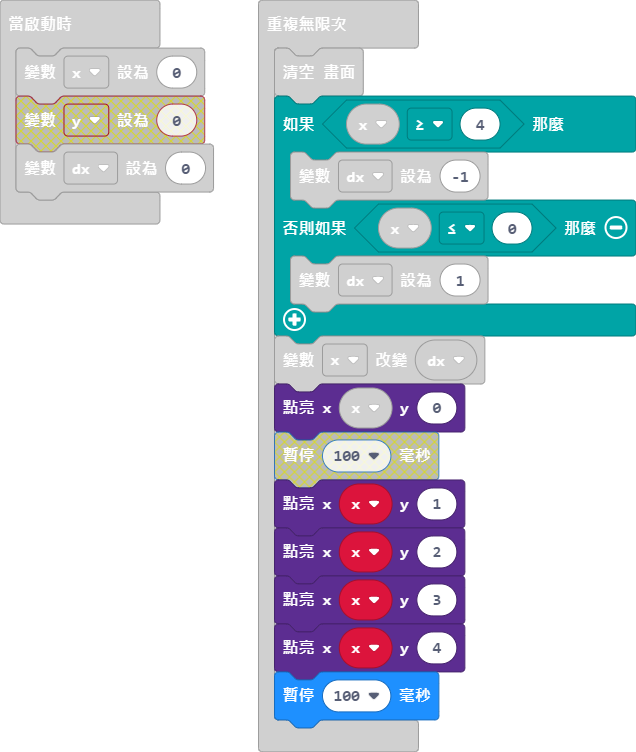 當啟動時
變數 x 設為 0
變數 y 設為 0
變數 dx 設為 0
重複無限次
清空 畫面
如果 x ≥ 4 那麼
變數 dx 設為 -1
否則如果 x ≤ 0 那麼
變數 dx 設為 1
變數 x 改變 dx
點亮 x x y 0
暫停 100 毫秒
點亮 x x y 1
點亮 x x y 2
點亮 x x y 3
點亮 x x y 4
暫停 100 毫秒